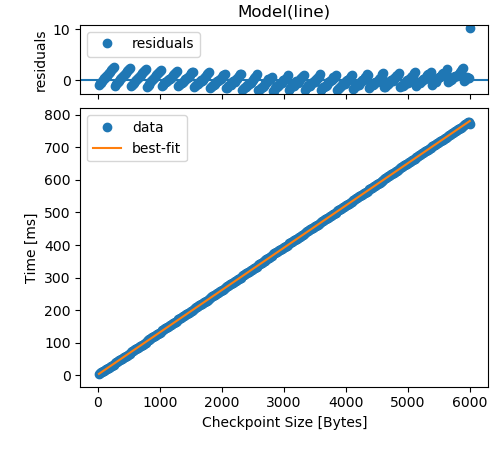 Model(line)
residuals
10
0
residuals
data
best-fit
Time [ms]
800
700
600
500
400
300
200
100
0
0 1000 2000 3000 4000 5000 6000
Checkpoint Size [Bytes]